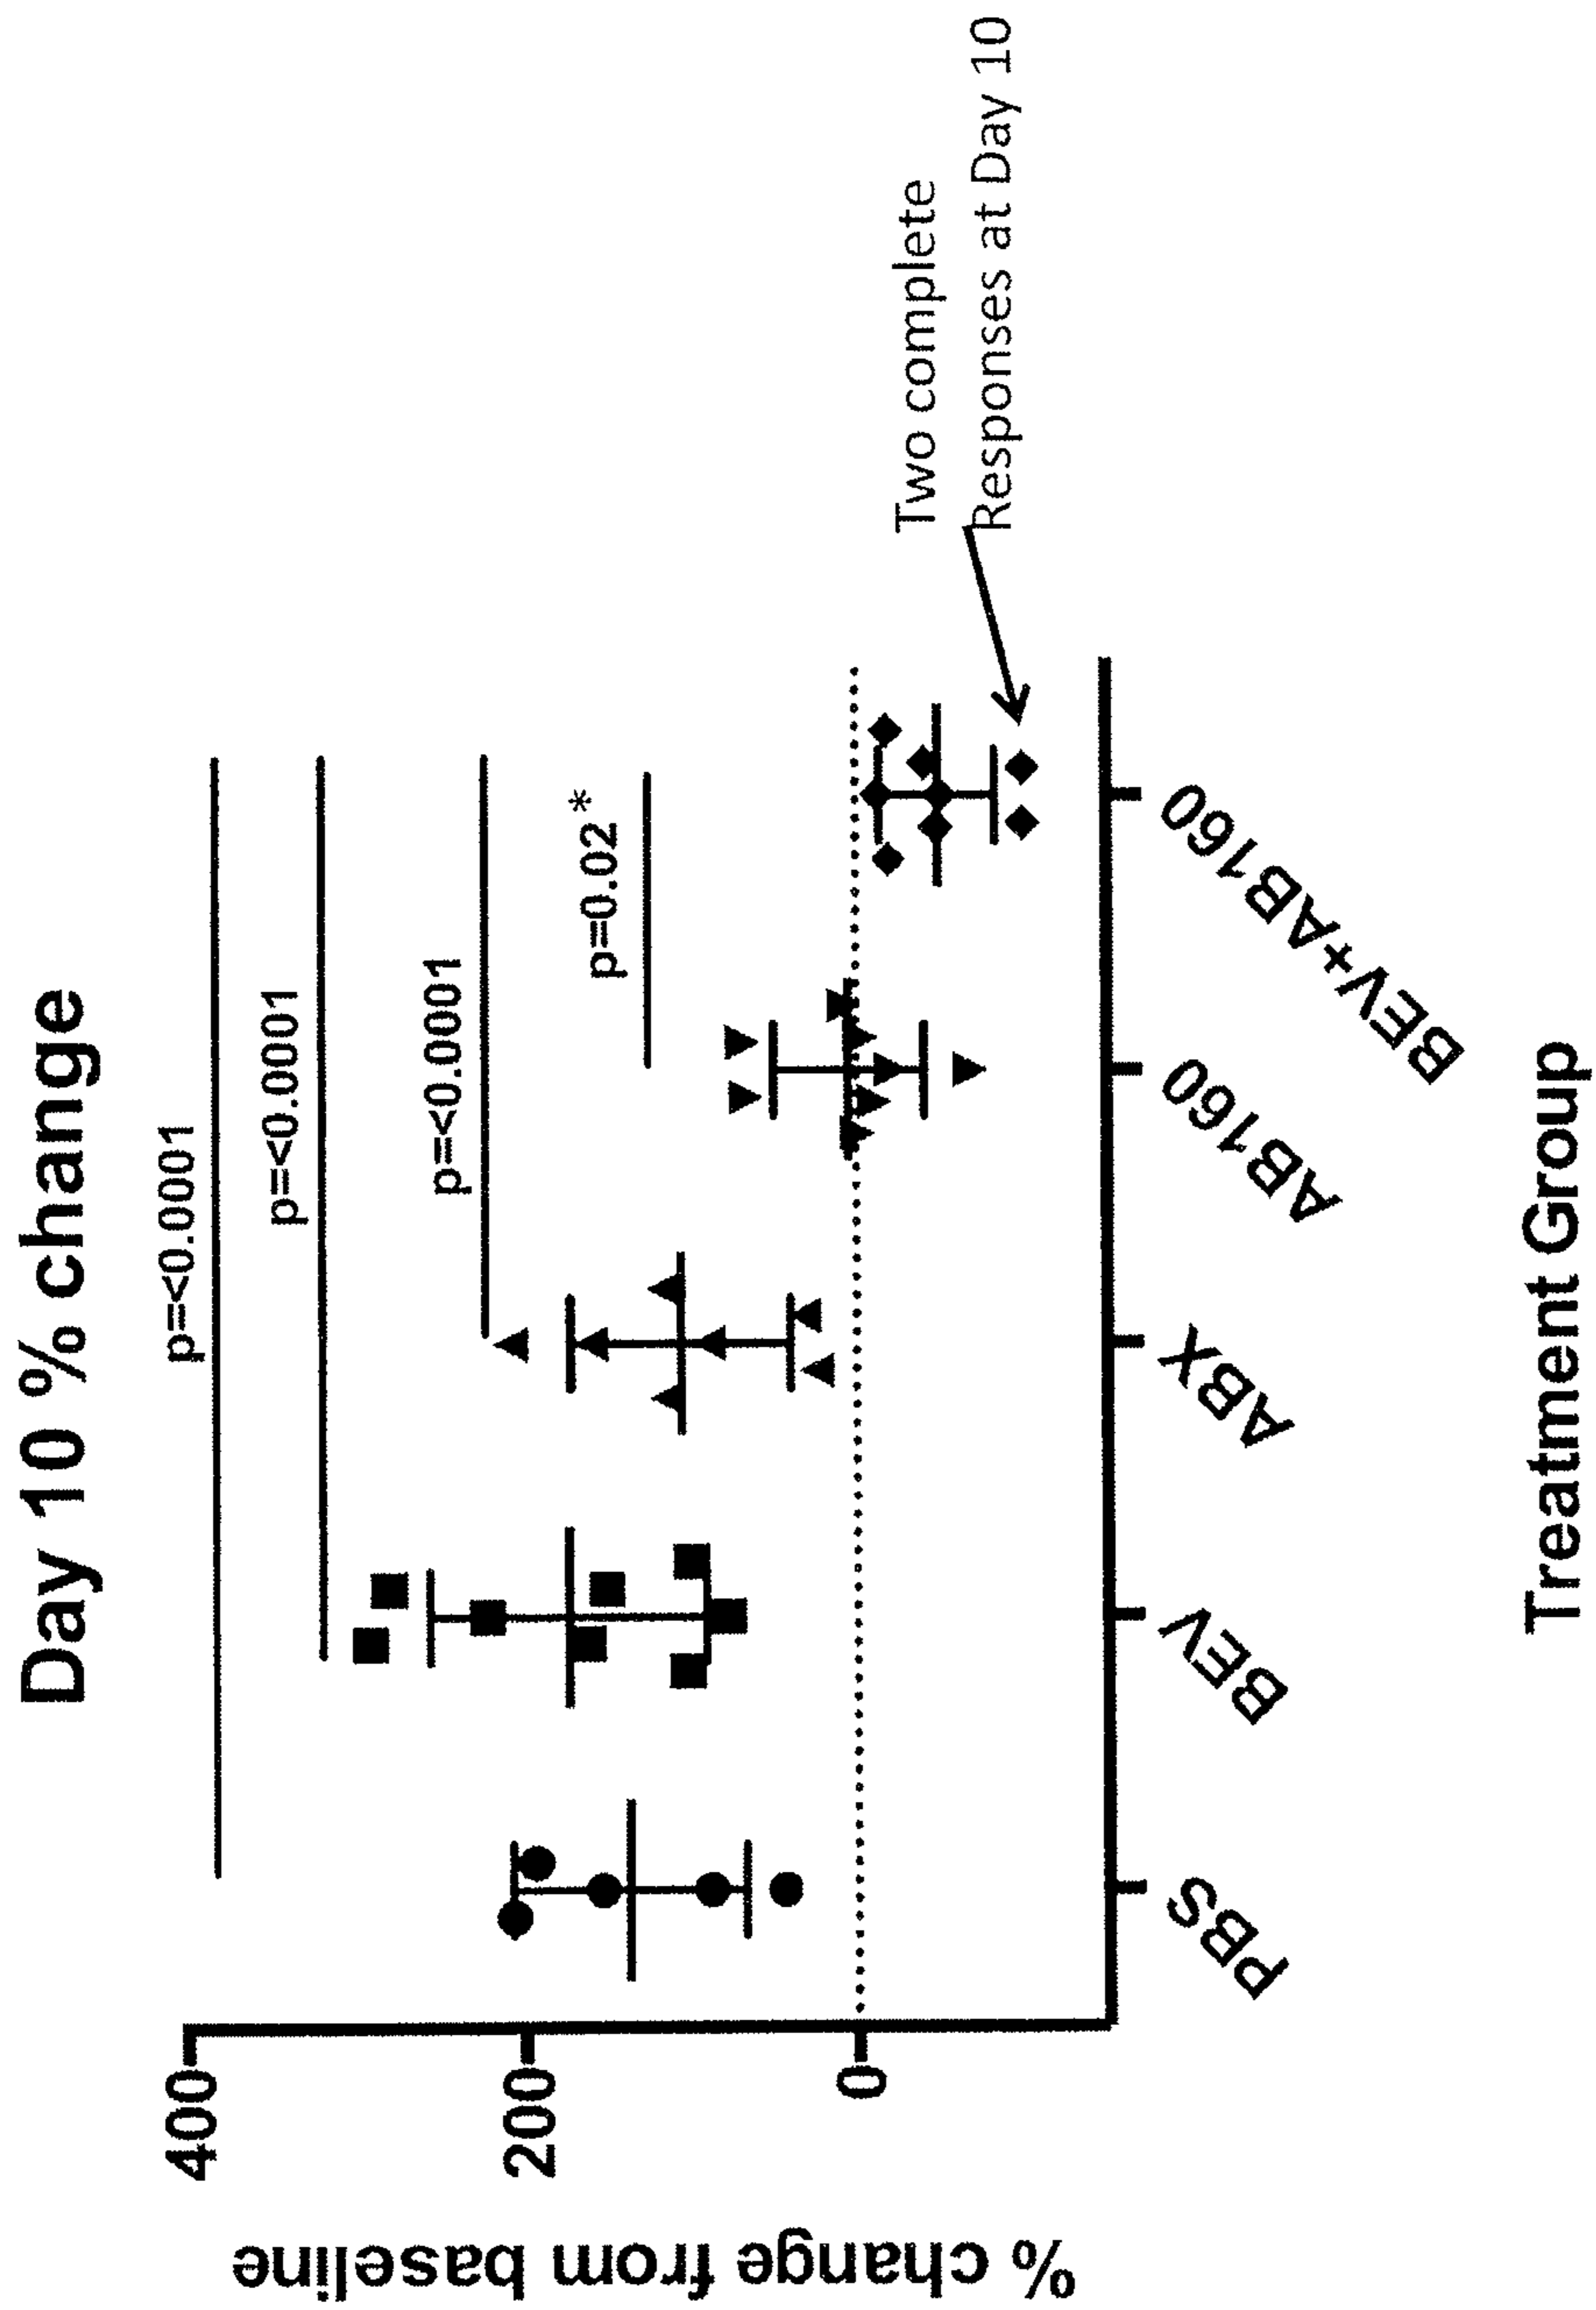 Day 10 % change
p=<0.0001
p=<0.0001
p=<0.0001
p=0.02*
400
200
0
% change from baseline
Two complete
Responses at Day 10
PBS
BEV
ABX
AB160
BEV+AB160
Treatment Group